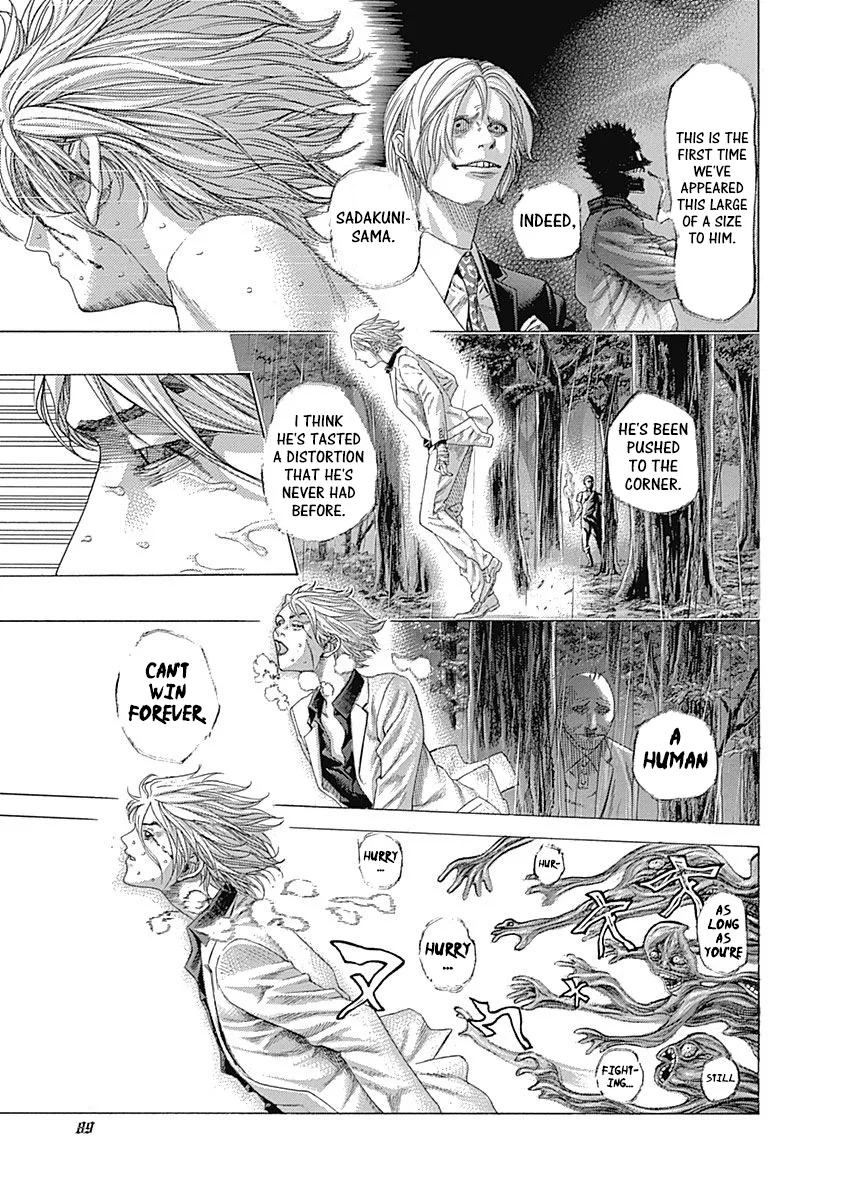 THIS IS THE
FIRST TIME
WE'VE
APPEARED
THIS LARGE
OF A SIZE
TO HIM.
INDEED,
SADAKUNI-
SAMA.
HE'S BEEN
PUSHED
TO THE
CORNER.
I THINK
HE'S TASTED
A DISTORTION
THAT HE'S
NEVER HAD
BEFORE.
A
HUMAN
CAN'T
WIN
FOREVER.
AS
LONG
AS
YOU'RE
STILL
FIGHT-
ING...
HUR-
HURRY
...
HURRY
...
89